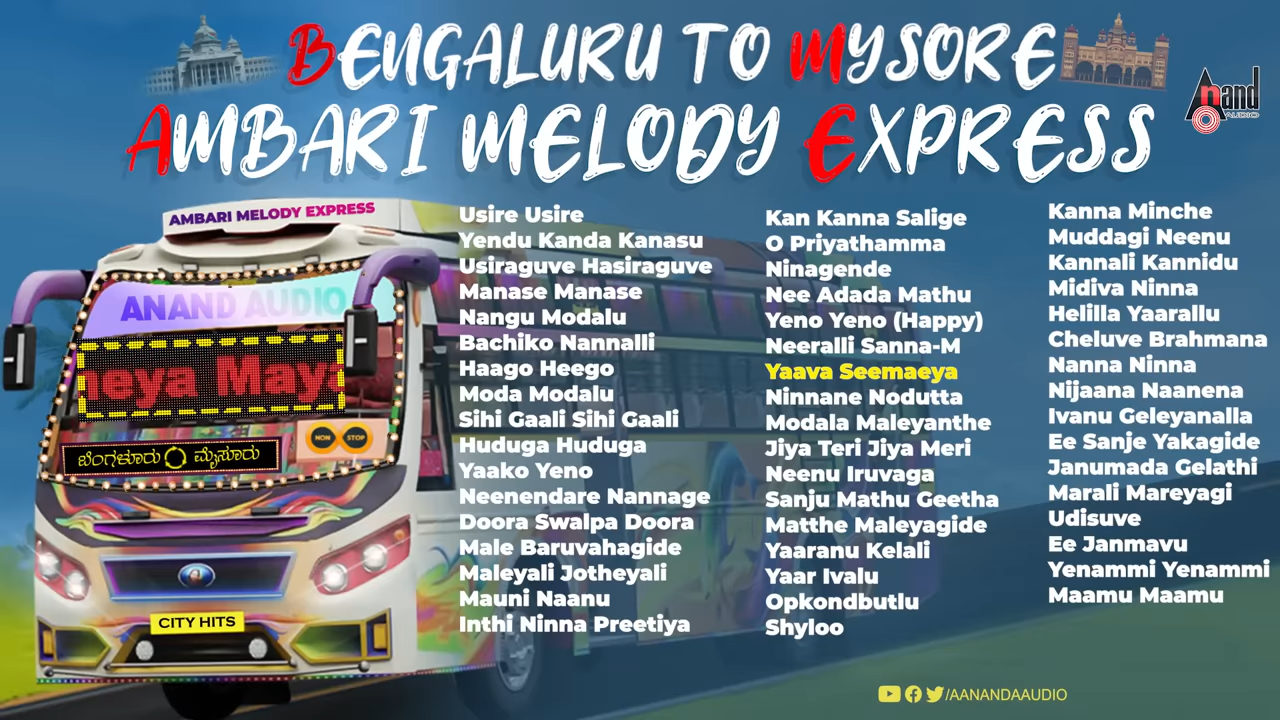 BENGALURU TO MYSORE
AMBARI MELODY EXPRESS
Anand
AUDIO
AMBARI MELODY EXPRESS
ANAND AUDIO
neya Maya
NON STOP
ಬೆಂಗಳೂರು ಮೈಸೂರು
CITY HITS
Usire Usire
Yendu Kanda Kanasu
Usiraguve Hasiraguve
Manase Manase
Nangu Modalu
Bachiko Nannalli
Haago Heego
Moda Modalu
Sihi Gaali Sihi Gaali
Huduga Huduga
Yaako Yeno
Neenendare Nannage
Doora Swalpa Doora
Male Baruvahagide
Maleyali Jotheyali
Mauni Naanu
Inthi Ninna Preetiya
Kan Kanna Salige
O Priyathamma
Ninagende
Nee Adada Mathu
Yeno Yeno (Happy)
Neeralli Sanna-M
Yaava Seemaeya
Ninnane Nodutta
Modala Maleyanthe
Jiya Teri Jiya Meri
Neenu Iruvaga
Sanju Mathu Geetha
Matthe Maleyagide
Yaaranu Kelali
Yaar Ivalu
Opkondbutlu
Shyloo
Kanna Minche
Muddagi Neenu
Kannali Kannidu
Midiva Ninna
Helilla Yaarallu
Cheluve Brahmana
Nanna Ninna
Nijaana Naanena
Ivanu Geleyanalla
Ee Sanje Yakagide
Janumada Gelathi
Marali Mareyagi
Udisuve
Ee Janmavu
Yenammi Yenammi
Maamu Maamu
/AANANDAAUDIO